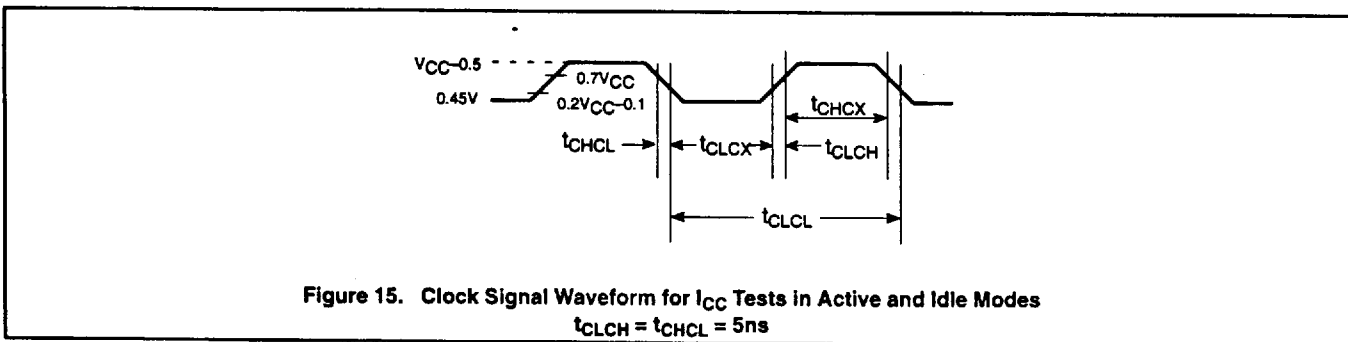 VCC–0.5
0.7VCC
0.45V
0.2VCC–0.1
tCHCX
tCHCL
tCLCX
tCLCH
tCLCL
Figure 15. Clock Signal Waveform for ICC Tests in Active and Idle Modes
tCLCH = tCHCL = 5ns